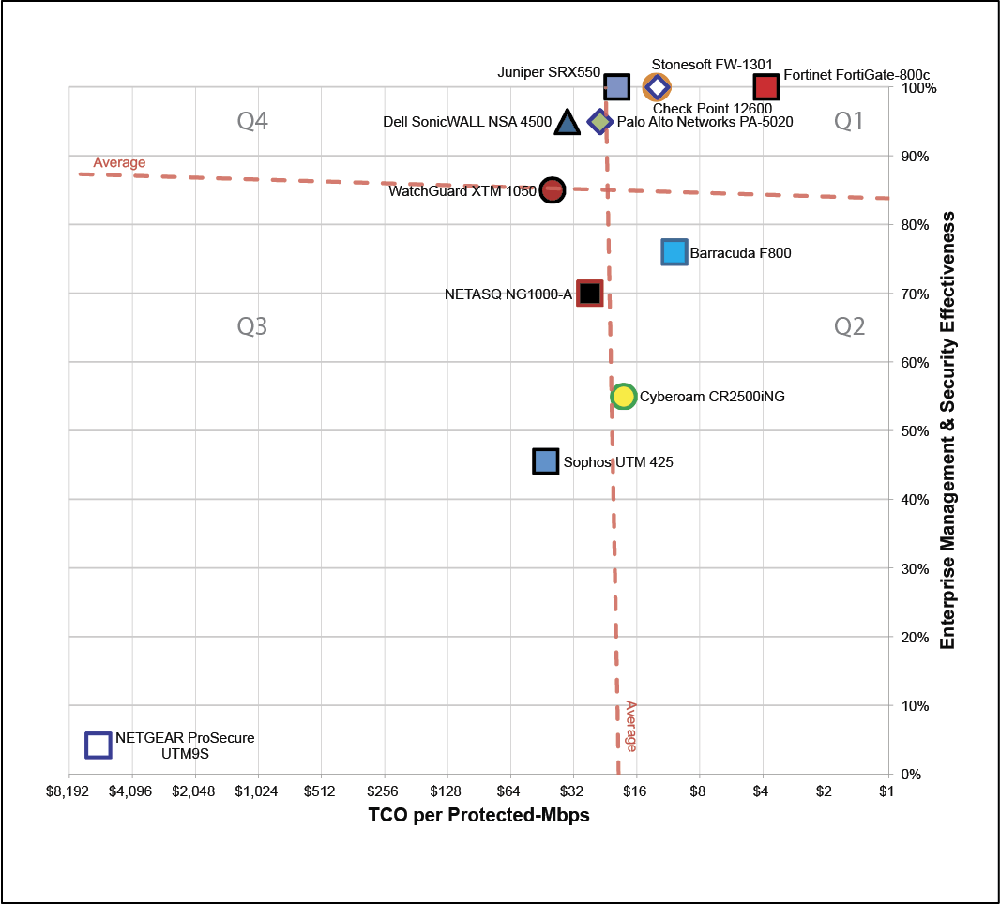 Stonesoft FW-1301
Juniper SRX550
Fortinet FortiGate-800c
100%
Check Point 12600
Q4
Dell SonicWALL NSA 4500
Palo Alto Networks PA-5020
Q1
90%
Average
WatchGuard XTM 1050
80%
Barracuda F800
NETASQ NG1000-A
70%
Q3
Q2
60%
Cyberoam CR2500iNG
50%
Sophos UTM 425
40%
30%
20%
10%
Average
NETGEAR ProSecure
UTM9S
0%
Enterprise Management & Security Effectiveness
$8,192 $4,096 $2,048 $1,024 $512 $256 $128 $64 $32 $16 $8 $4 $2 $1
TCO per Protected-Mbps